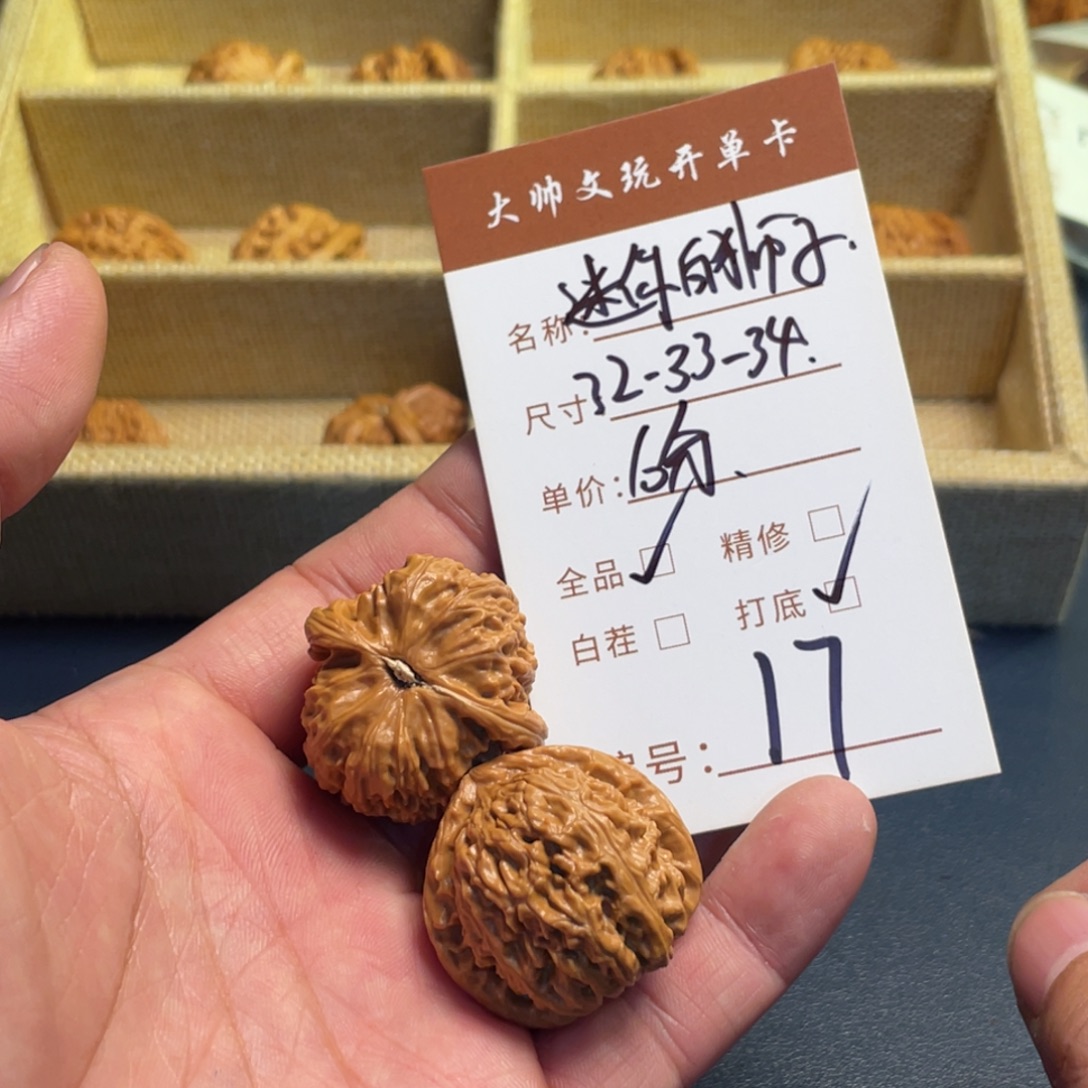 大帅文玩开单卡
名称: 迷你白狮子.
尺寸 32-33-34.
单价:
全品 ✓ 精修 □
白茬 □ 打底 ✓
号: 17